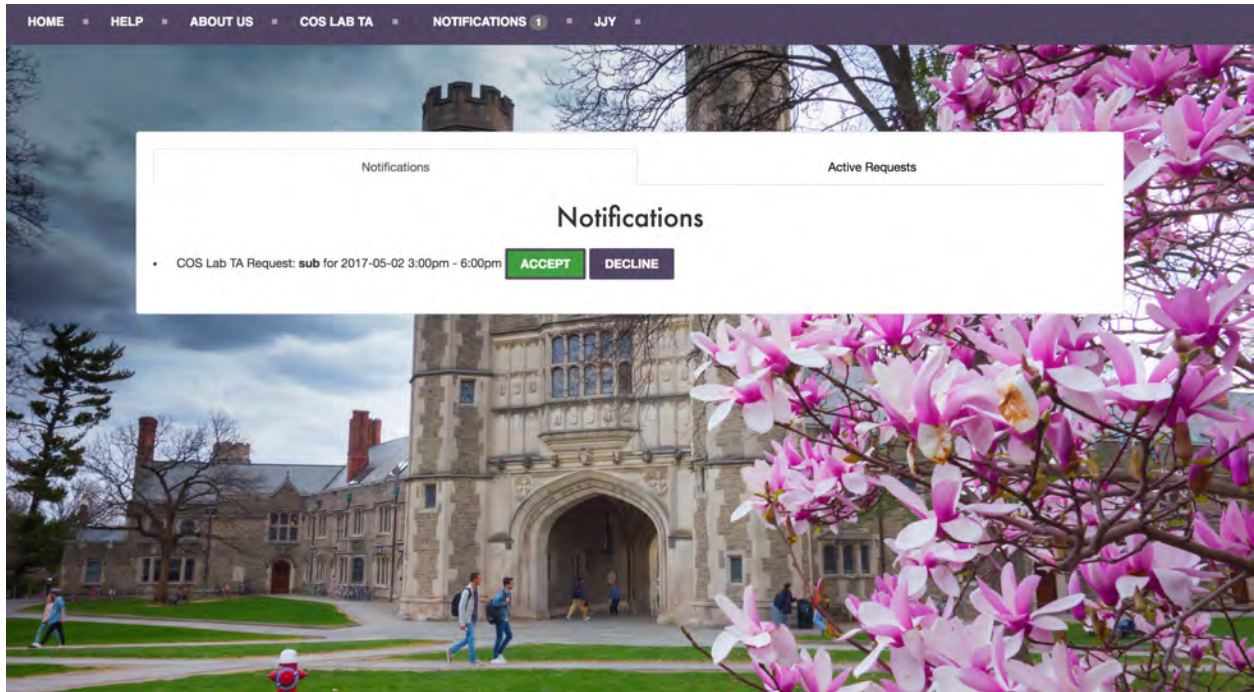 HOME HELP ABOUT US COS LAB TA NOTIFICATIONS 1 JJY
Notifications Active Requests
Notifications
• COS Lab TA Request: sub for 2017-05-02 3:00pm - 6:00pm ACCEPT DECLINE